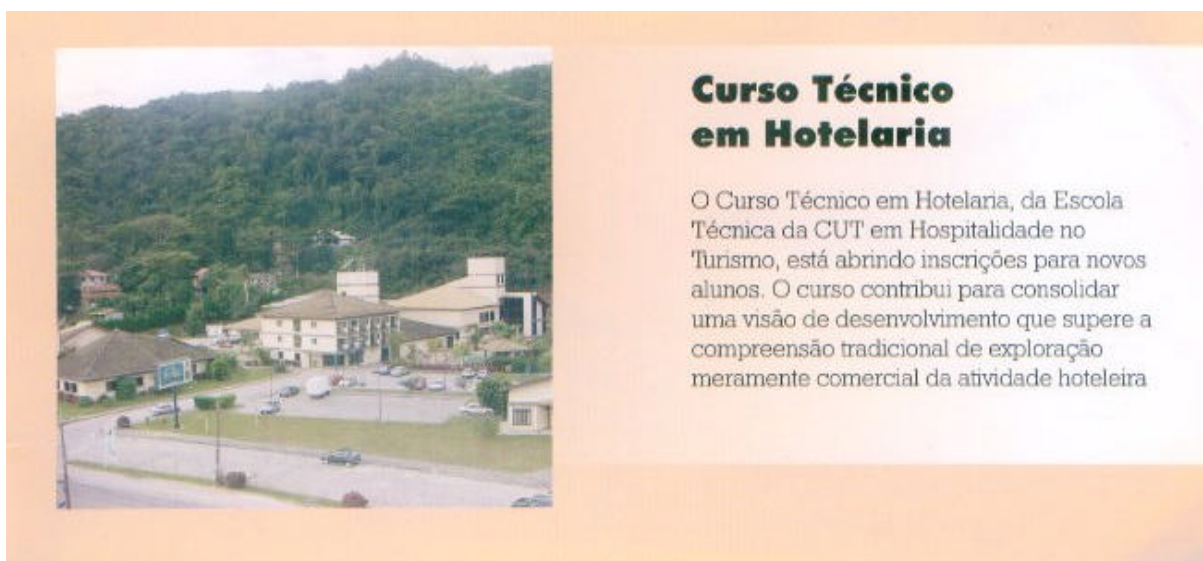 Curso Técnico
em Hotelaria
O Curso Técnico em Hotelaria, da Escola
Técnica da CUT em Hospitalidade no
Turismo, está abrindo inscrições para novos
alunos. O curso contribui para consolidar
uma visão de desenvolvimento que supere a
compreensão tradicional de exploração
meramente comercial da atividade hoteleira